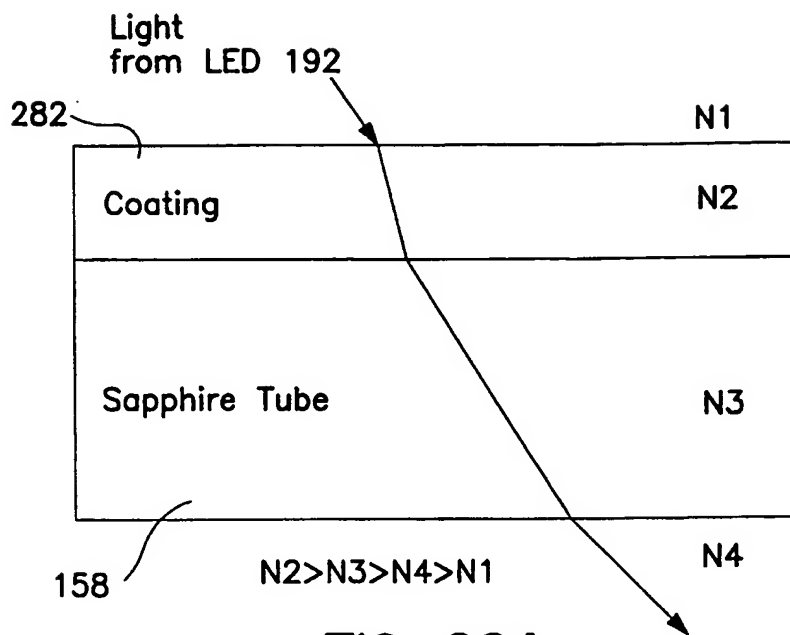 Light
from LED 192
282
N1
Coating
N2
Sapphire Tube
N3
158
N2>N3>N4>N1
N4